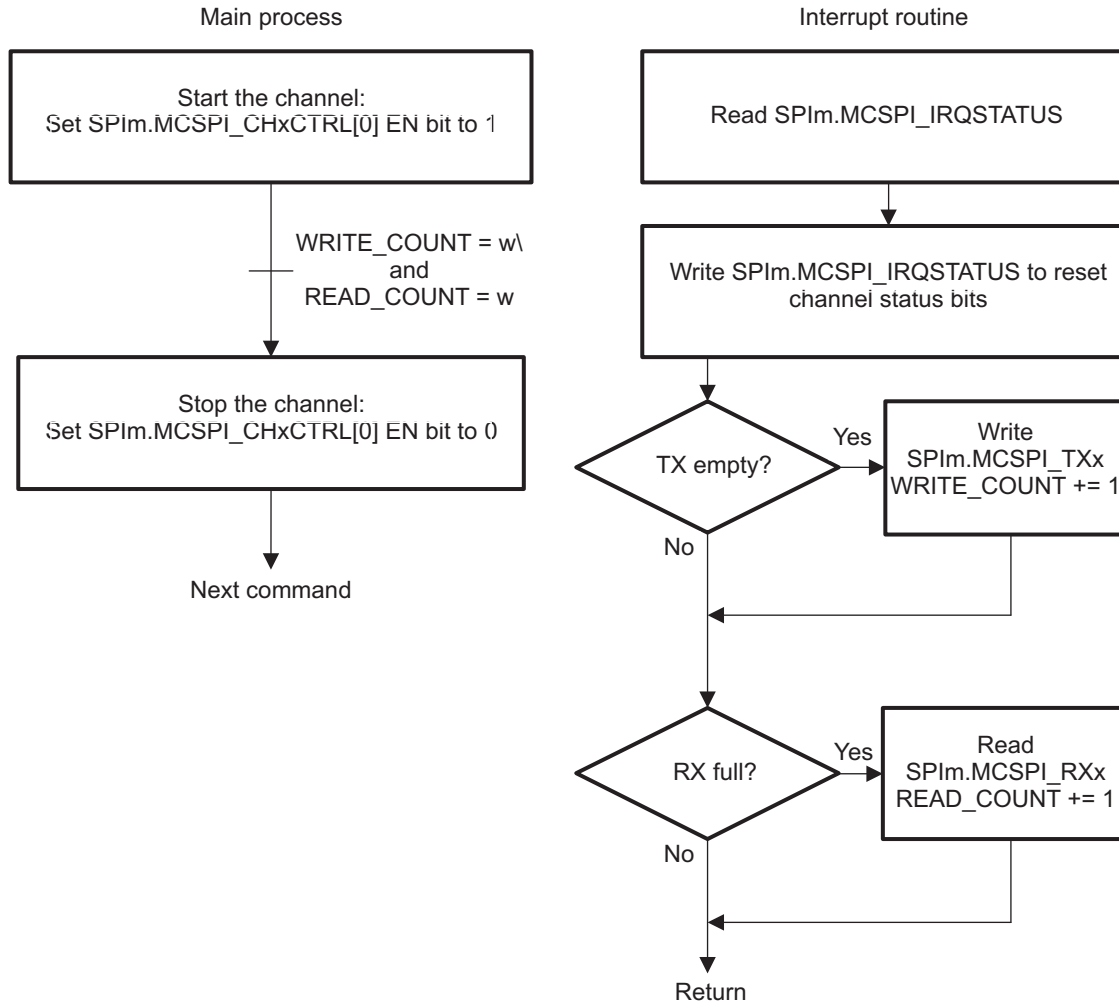 Main process
Start the channel:
Set SPIm.MCSPI_CHxCTRL[0] EN bit to 1
WRITE_COUNT = w\
and
READ_COUNT = w
Stop the channel:
Set SPIm.MCSPI_CHxCTRL[0] EN bit to 0
Next command
Interrupt routine
Read SPIm.MCSPI_IRQSTATUS
Write SPIm.MCSPI_IRQSTATUS to reset
channel status bits
TX empty?
Yes
Write
SPIm.MCSPI_TXx
WRITE_COUNT += 1
No
RX full?
Yes
Read
SPIm.MCSPI_RXx
READ_COUNT += 1
No
Return